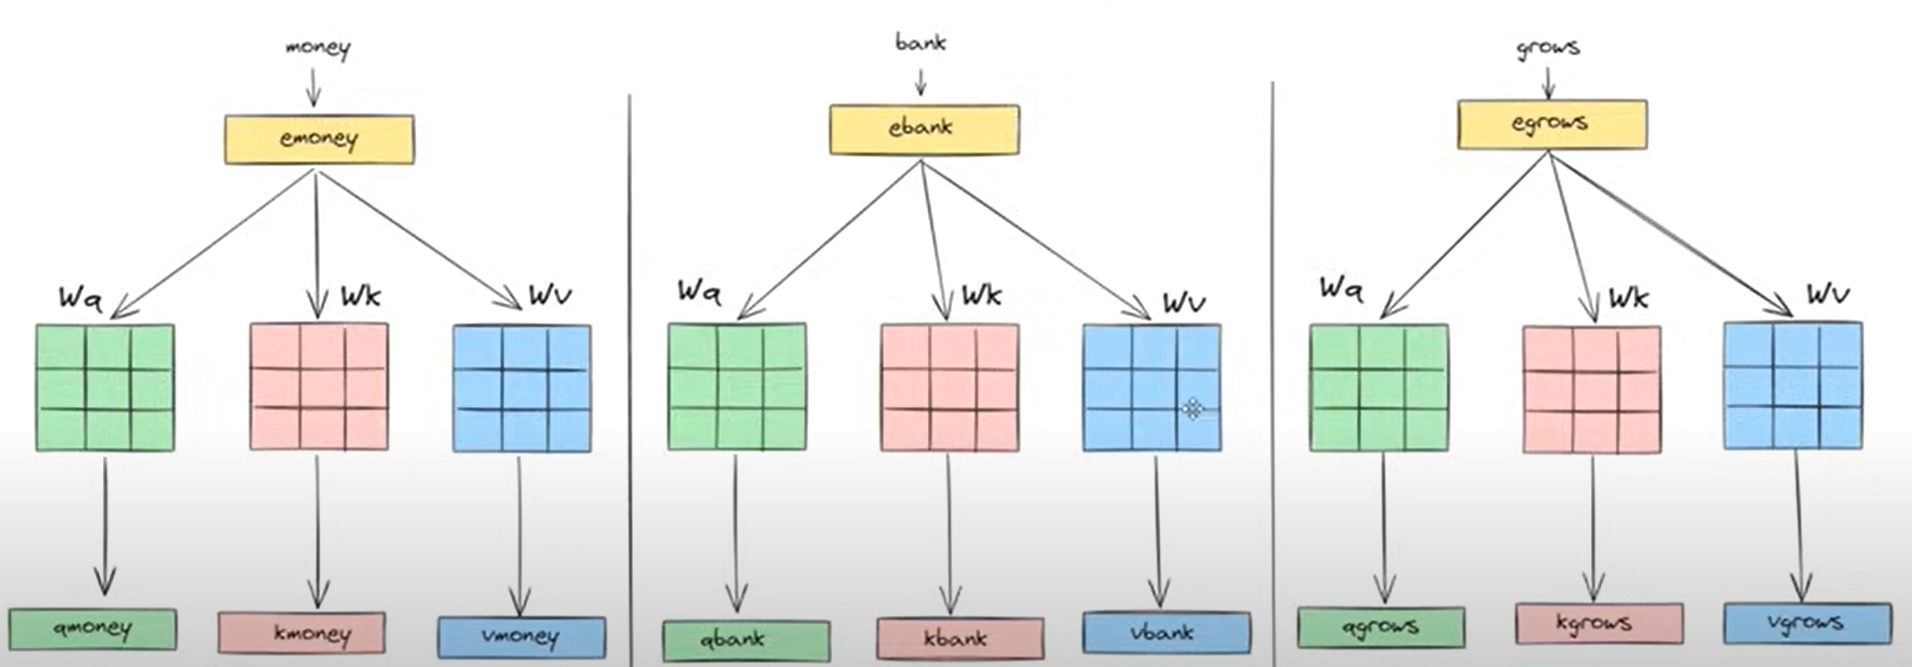 money
bank
grows
emoney
ebank
egrows
Wq Wk Wv
Wq Wk Wv
Wq Wk Wv
qmoney kmoney vmoney
qbank kbank vbank
qgrows kgrows vgrows